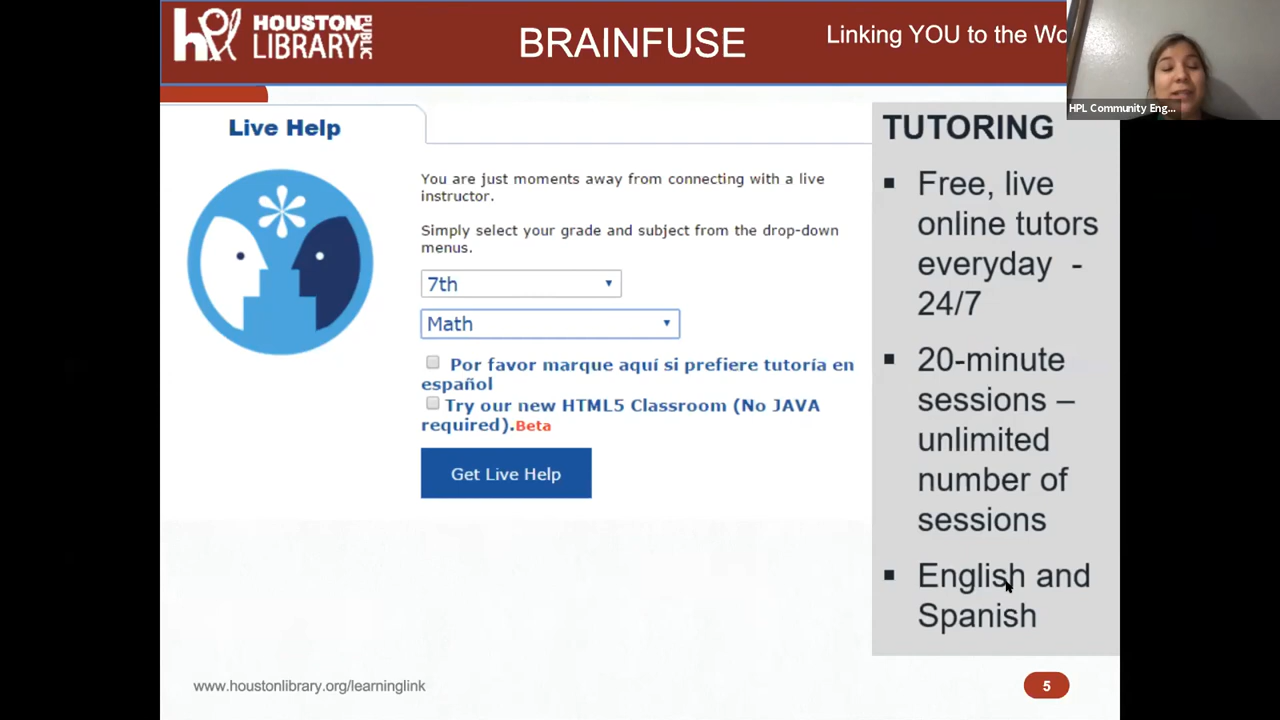 HOUSTON
PUBLIC
LIBRARY
BRAINFUSE
Linking YOU to the Wo
HPL Community Eng...
Live Help
You are just moments away from connecting with a live
instructor.
Simply select your grade and subject from the drop-down
menus.
7th
Math
Por favor marque aquí si prefiere tutoría en
español
Try our new HTML5 Classroom (No JAVA
required).Beta
Get Live Help
TUTORING
▪ Free, live
online tutors
everyday -
24/7
▪ 20-minute
sessions –
unlimited
number of
sessions
▪ English and
Spanish
www.houstonlibrary.org/learninglink
5